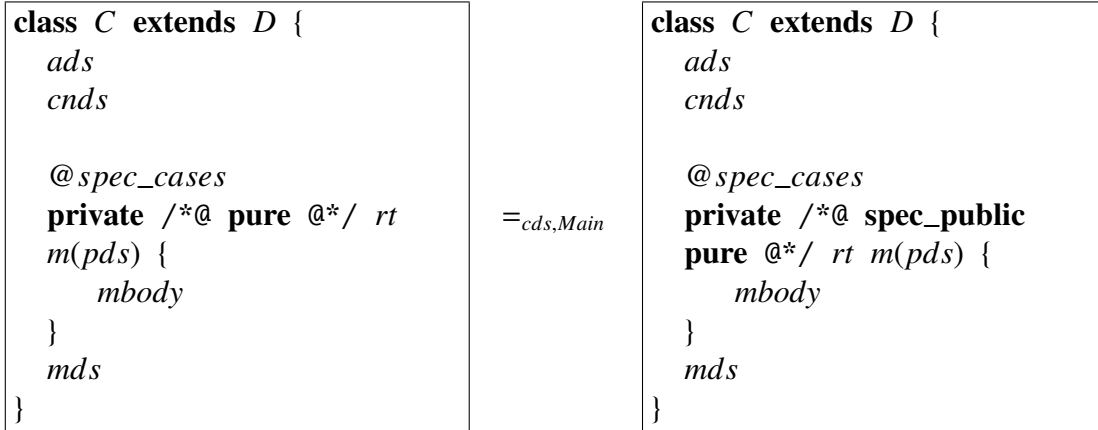 class C extends D {
ads
cnds
@spec_cases
private /*@ pure @*/ rt
m(pds) {
mbody
}
mds
}
=cds,Main
class C extends D {
ads
cnds
@spec_cases
private /*@ spec_public
pure @*/ rt m(pds) {
mbody
}
mds
}